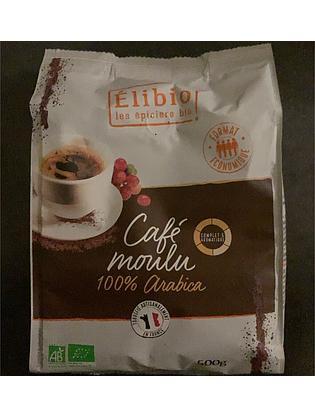 Élibio
les épiciers bio
FORMAT
ÉCONOMIQUE
Café
moulu
100% Arabica
COMPLET &
AROMATIQUE
TORRÉFIÉ ARTISANALEMENT
EN FRANCE
AB
500g